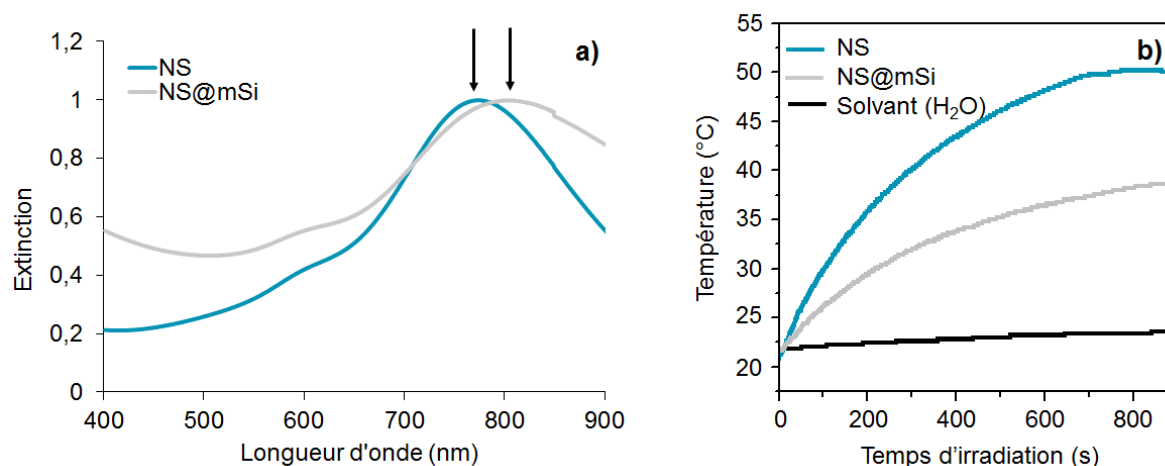 a)
NS
NS@mSi
1,2
1
0,8
0,6
0,4
0,2
0
Extinction
400 500 600 700 800 900
Longueur d'onde (nm)
b)
NS
NS@mSi
Solvant (H₂O)
55
50
45
40
35
30
25
20
Température (°C)
0 200 400 600 800
Temps d’irradiation (s)